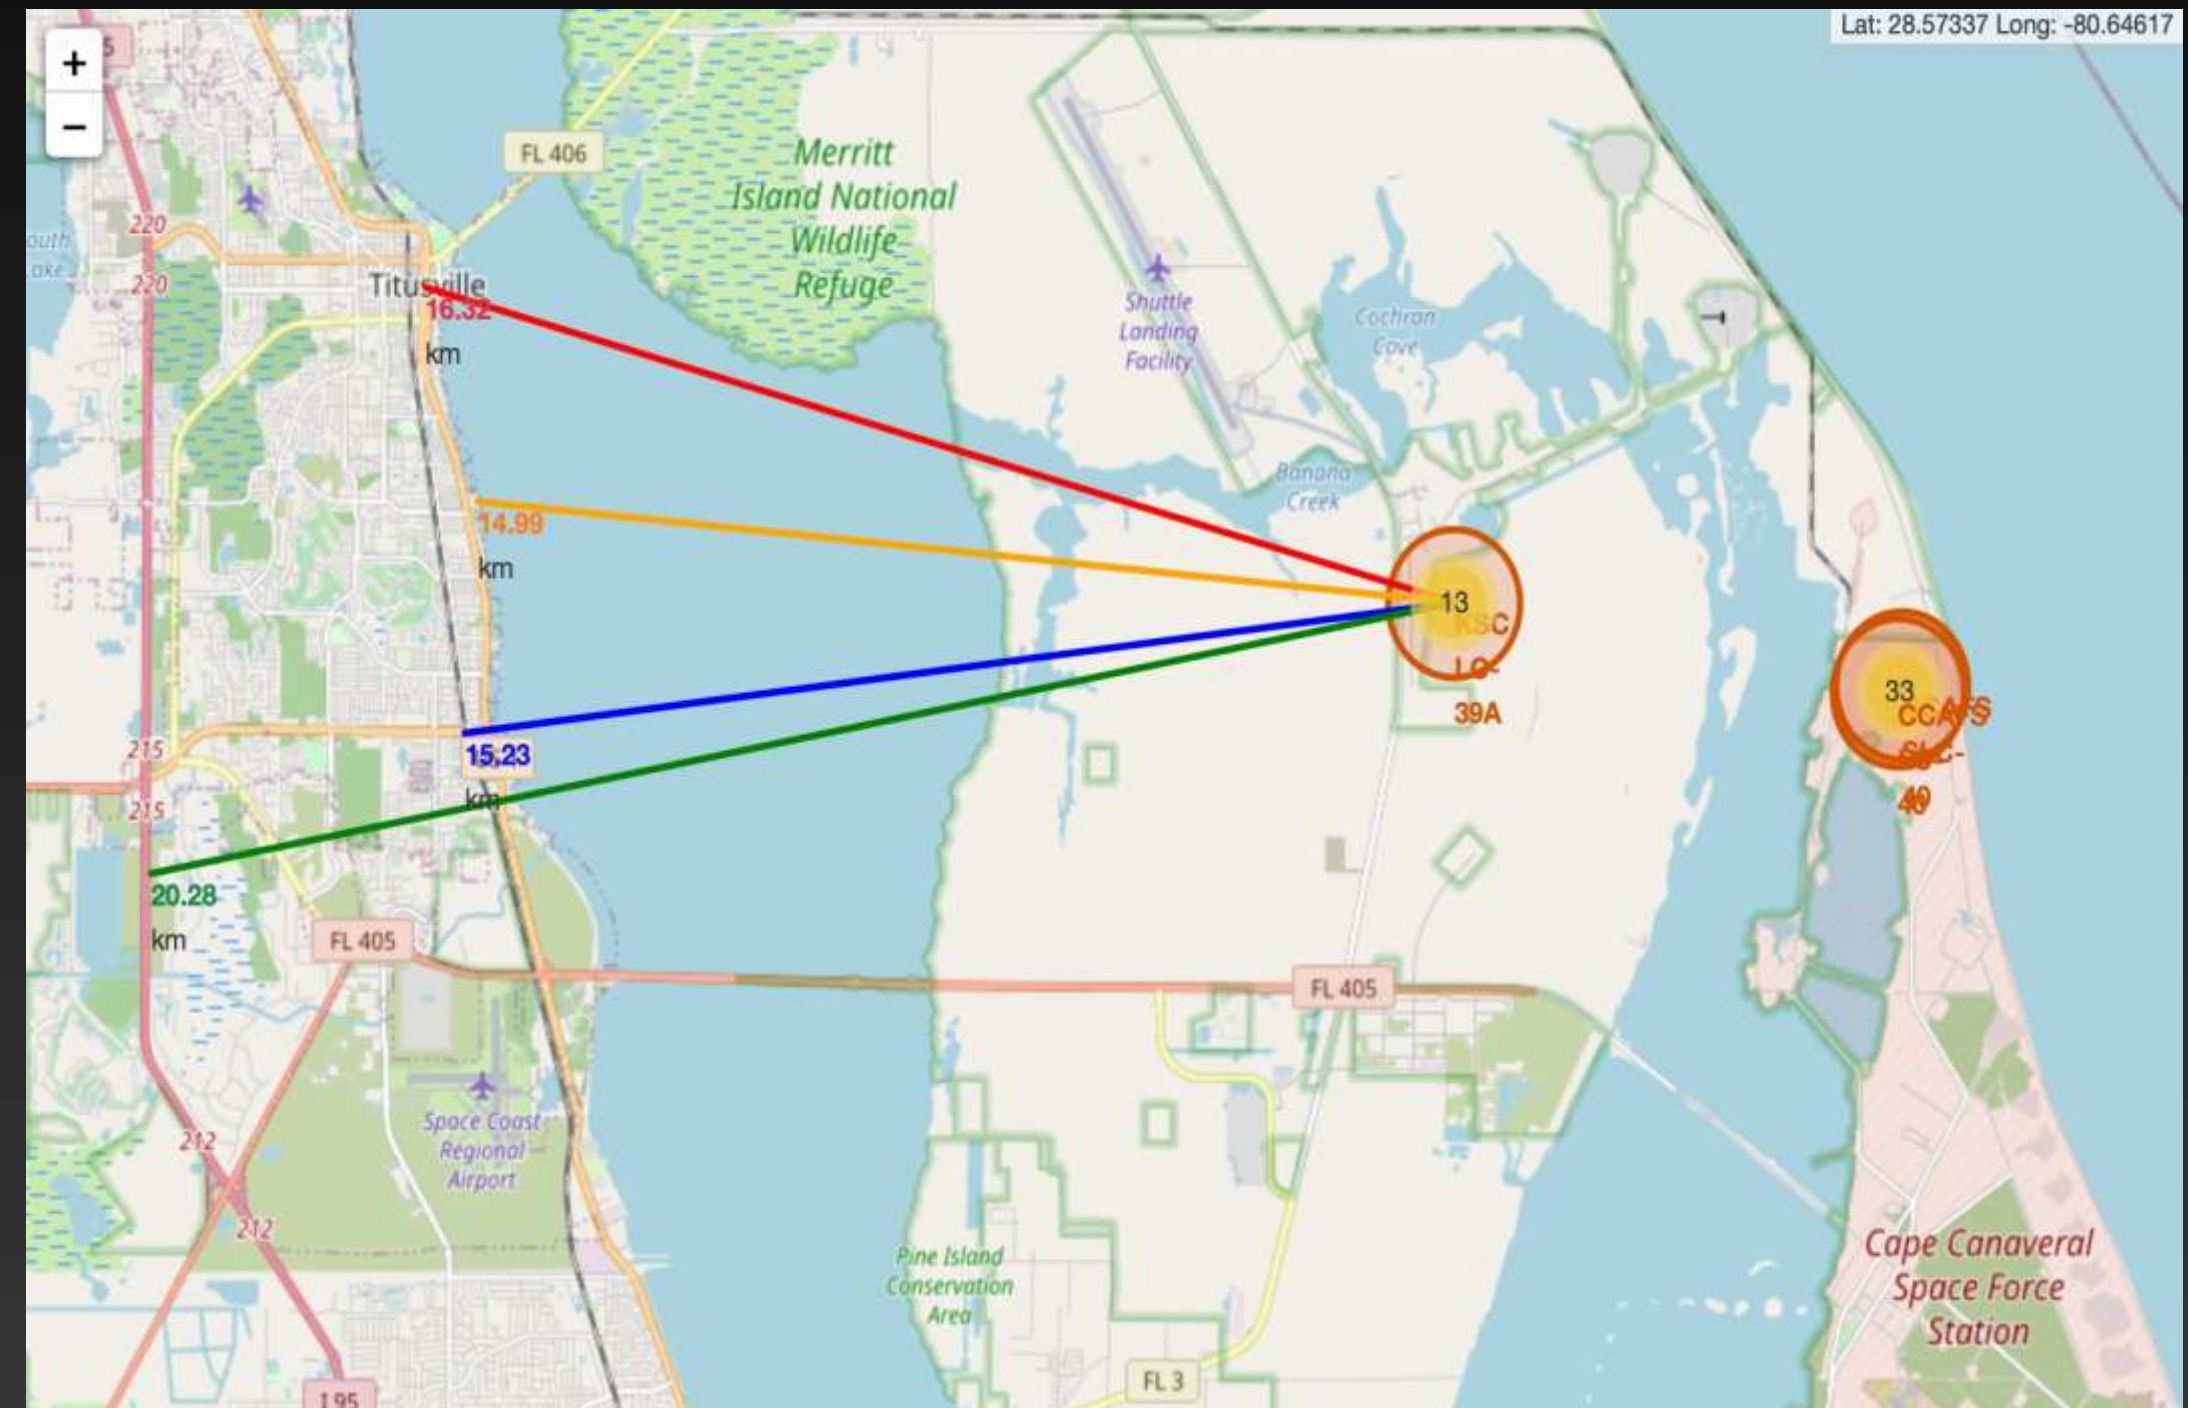 Lat: 28.57337 Long: -80.64617
+
−
5
FL 406
Merritt
Island National
Wildlife
Refuge
220
220
Titusville
16.32
km
Shuttle
Landing
Facility
Cochran
Cove
Banana
Creek
14.99
km
13
KSC
LC-
39A
33
CCAFS
SLC-
40
215
15.23
km
215
20.28
km
FL 405
FL 405
Space Coast
Regional
Airport
212
212
Pine Island
Conservation
Area
Cape Canaveral
Space Force
Station
FL 3
I 95